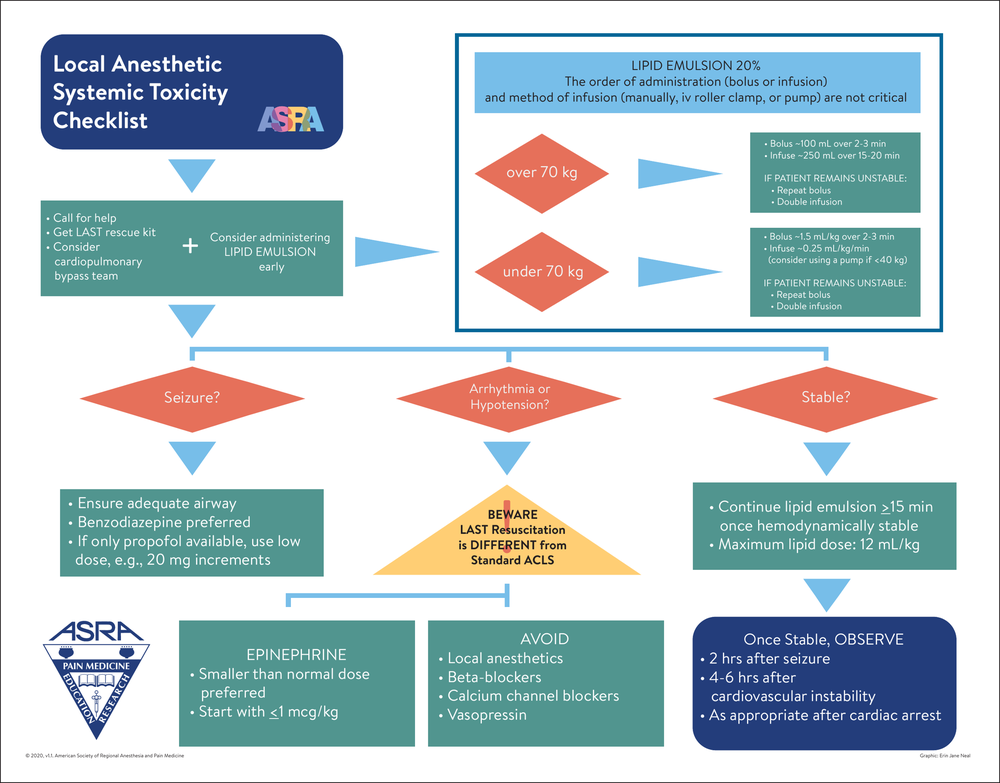 Local Anesthetic
Systemic Toxicity
Checklist
ASRA
• Call for help
• Get LAST rescue kit
• Consider
cardiopulmonary
bypass team
+
Consider administering
LIPID EMULSION
early
LIPID EMULSION 20%
The order of administration (bolus or infusion)
and method of infusion (manually, iv roller clamp, or pump) are not critical
over 70 kg
• Bolus ~100 mL over 2-3 min
• Infuse ~250 mL over 15-20 min
IF PATIENT REMAINS UNSTABLE:
• Repeat bolus
• Double infusion
under 70 kg
• Bolus ~1.5 mL/kg over 2-3 min
• Infuse ~0.25 mL/kg/min
(consider using a pump if <40 kg)
IF PATIENT REMAINS UNSTABLE:
• Repeat bolus
• Double infusion
Seizure?
Arrhythmia or
Hypotension?
Stable?
• Ensure adequate airway
• Benzodiazepine preferred
• If only propofol available, use low
dose, e.g., 20 mg increments
!
BEWARE
LAST Resuscitation
is DIFFERENT from
Standard ACLS
• Continue lipid emulsion ≥15 min
once hemodynamically stable
• Maximum lipid dose: 12 mL/kg
EPINEPHRINE
• Smaller than normal dose
preferred
• Start with ≤1 mcg/kg
AVOID
• Local anesthetics
• Beta-blockers
• Calcium channel blockers
• Vasopressin
Once Stable, OBSERVE
• 2 hrs after seizure
• 4-6 hrs after
cardiovascular instability
• As appropriate after cardiac arrest
ASRA
PAIN MEDICINE
EDUCATION
RESEARCH
© 2020, v1.1. American Society of Regional Anesthesia and Pain Medicine
Graphic: Erin Jane Neal